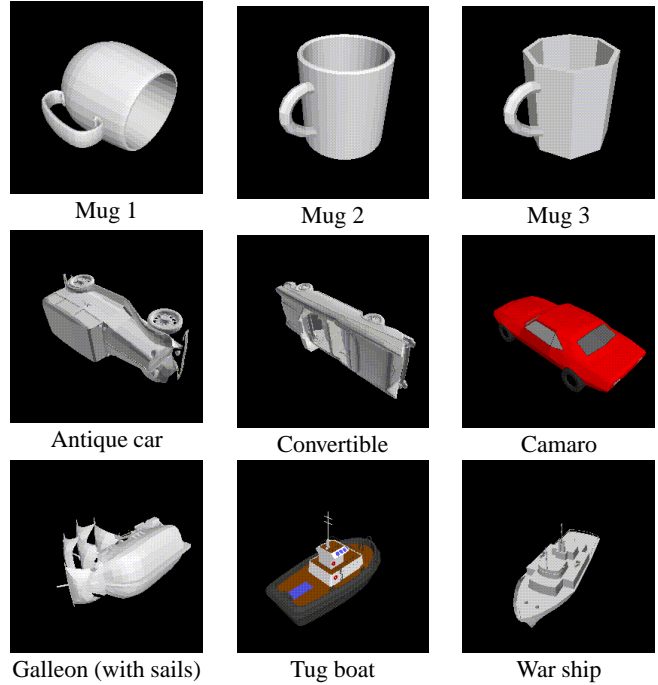 Mug 1
Mug 2
Mug 3
Antique car
Convertible
Camaro
Galleon (with sails)
Tug boat
War ship